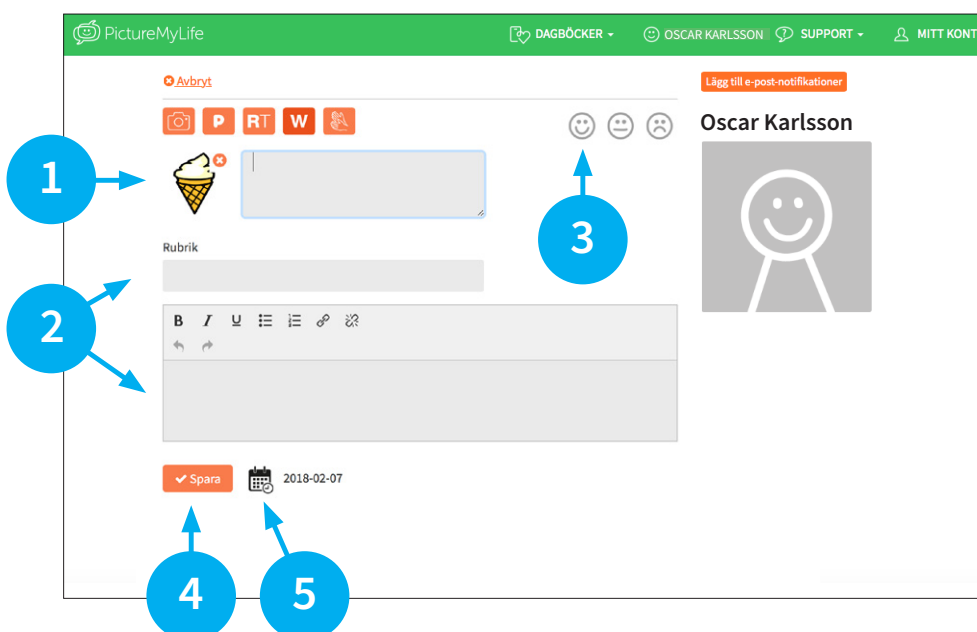 PictureMyLife
DAGBÖCKER
OSCAR KARLSSON
SUPPORT
MITT KONT
Avbryt
Lägg till e-post-notifikationer
P
RT
W
Oscar Karlsson
1
3
Rubrik
2
B I U
Spara
2018-02-07
4
5